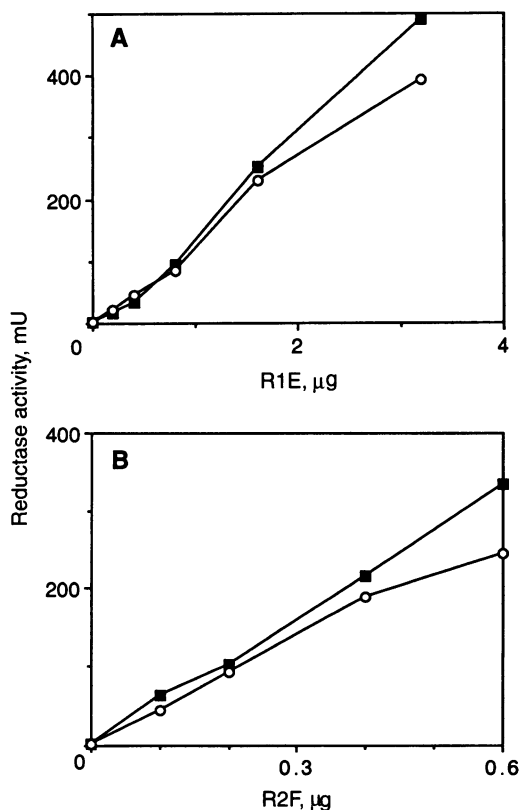 A
400
200
0
2
4
R1E, µg
Reductase activity, mU
B
400
200
0
0.3
0.6
R2F, µg